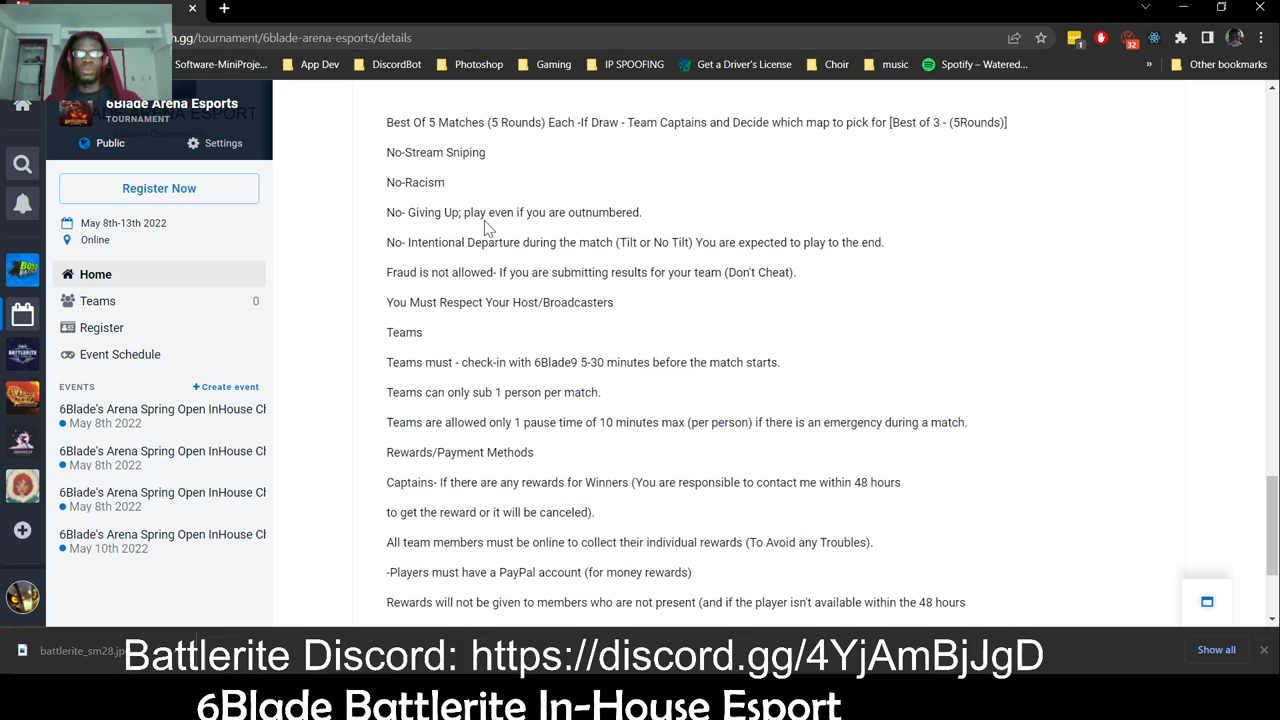 n.gg/tournament/6blade-arena-esports/details
1
32
Software-MiniProje...
App Dev
DiscordBot
Photoshop
Gaming
IP SPOOFING
Get a Driver's License
Choir
music
Spotify – Watered...
»
Other bookmarks
6Blade Arena Esports
TOURNAMENT
Public
Settings
Register Now
May 8th-13th 2022
Online
Home
Teams 0
Register
Event Schedule
EVENTS
+Create event
6Blade's Arena Spring Open InHouse Ch
May 8th 2022
6Blade's Arena Spring Open InHouse Ch
May 8th 2022
6Blade's Arena Spring Open InHouse Ch
May 8th 2022
6Blade's Arena Spring Open InHouse Ch
May 10th 2022
Best Of 5 Matches (5 Rounds) Each -If Draw - Team Captains and Decide which map to pick for [Best of 3 - (5Rounds)]
No-Stream Sniping
No-Racism
No- Giving Up; play even if you are outnumbered.
No- Intentional Departure during the match (Tilt or No Tilt) You are expected to play to the end.
Fraud is not allowed- If you are submitting results for your team (Don't Cheat).
You Must Respect Your Host/Broadcasters
Teams
Teams must - check-in with 6Blade9 5-30 minutes before the match starts.
Teams can only sub 1 person per match.
Teams are allowed only 1 pause time of 10 minutes max (per person) if there is an emergency during a match.
Rewards/Payment Methods
Captains- If there are any rewards for Winners (You are responsible to contact me within 48 hours
to get the reward or it will be canceled).
All team members must be online to collect their individual rewards (To Avoid any Troubles).
-Players must have a PayPal account (for money rewards)
Rewards will not be given to members who are not present (and if the player isn't available within the 48 hours
battlerite_sm28.jp
Show all
Battlerite Discord: https://discord.gg/4YjAmBjJgD
6Blade Battlerite In-House Esport